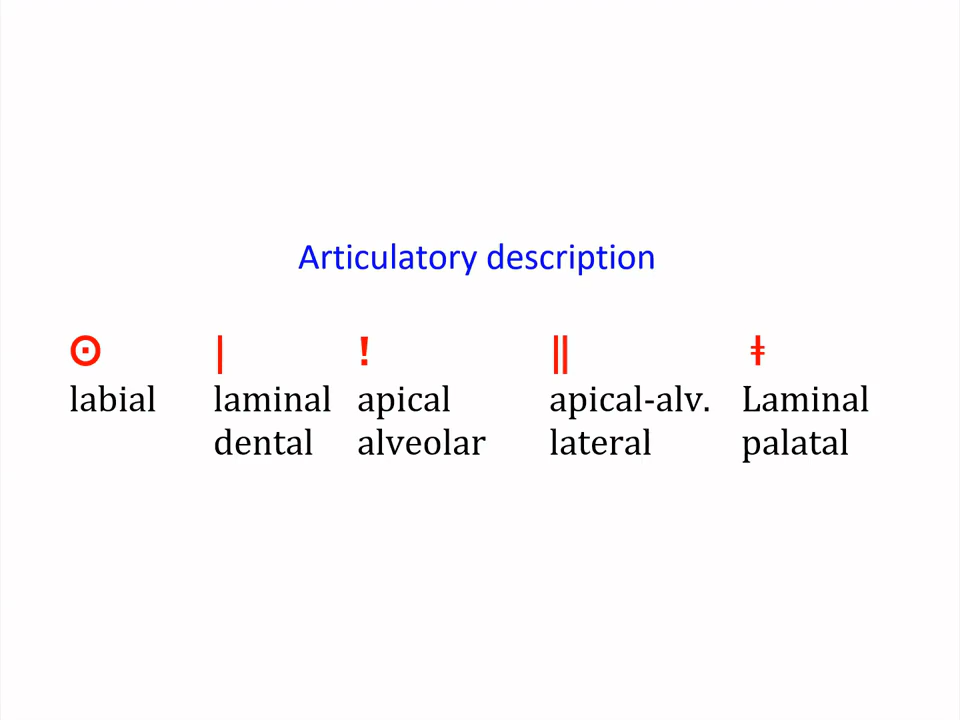 Articulatory description
ʘ ǀ ǃ ǁ ǂ
labial laminal apical apical-alv. Laminal
dental alveolar lateral palatal